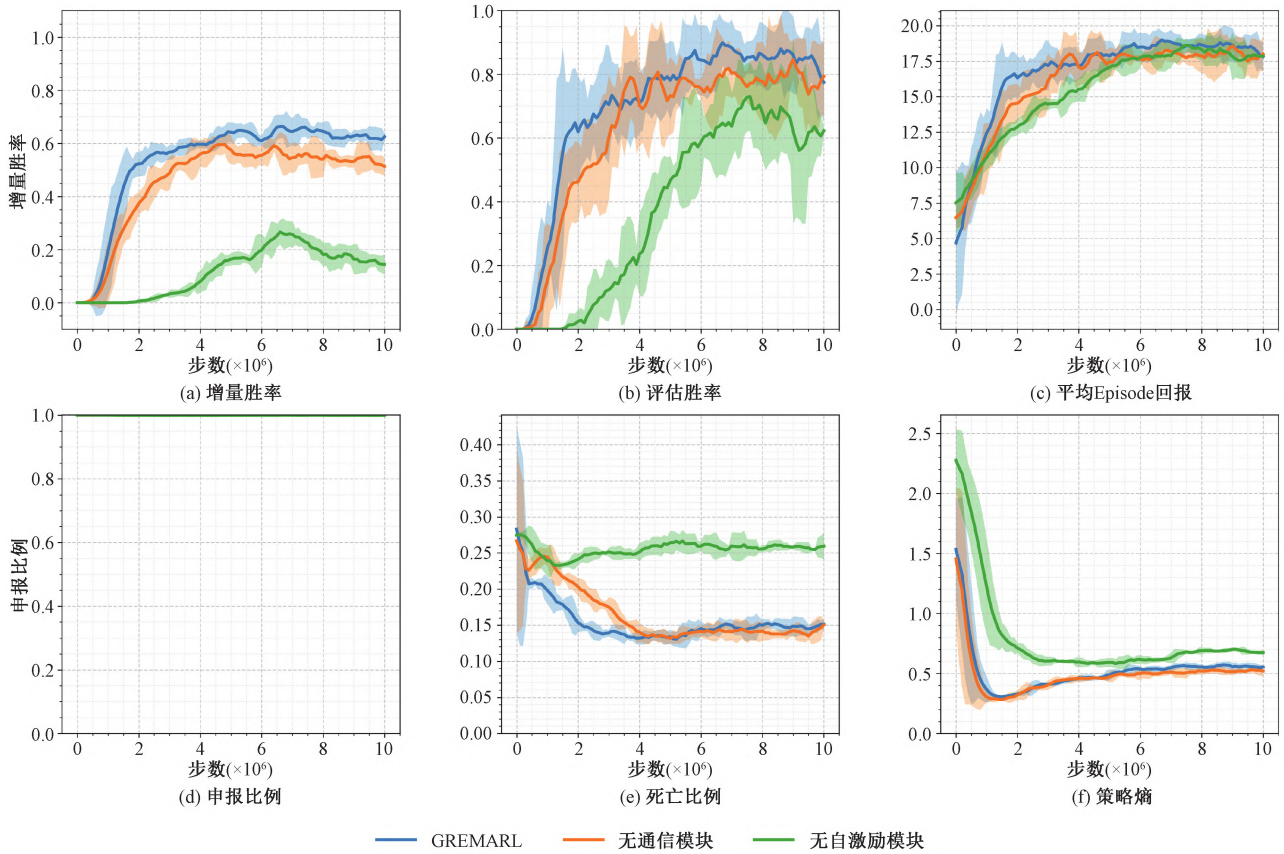 1.0
0.8
0.6
0.4
0.2
0.0
增量胜率
0 2 4 6 8 10
步数(×10⁶)
(a) 增量胜率
1.0
0.8
0.6
0.4
0.2
0.0
0 2 4 6 8 10
步数(×10⁶)
(b) 评估胜率
20.0
17.5
15.0
12.5
10.0
7.5
5.0
2.5
0.0
0 2 4 6 8 10
步数(×10⁶)
(c) 平均Episode回报
1.0
0.8
0.6
0.4
0.2
0.0
申报比例
0 2 4 6 8 10
步数(×10⁶)
(d) 申报比例
0.40
0.35
0.30
0.25
0.20
0.15
0.10
0.05
0.00
0 2 4 6 8 10
步数(×10⁶)
(e) 死亡比例
2.5
2.0
1.5
1.0
0.5
0.0
0 2 4 6 8 10
步数(×10⁶)
(f) 策略熵
GREMARL 无通信模块 无自激励模块